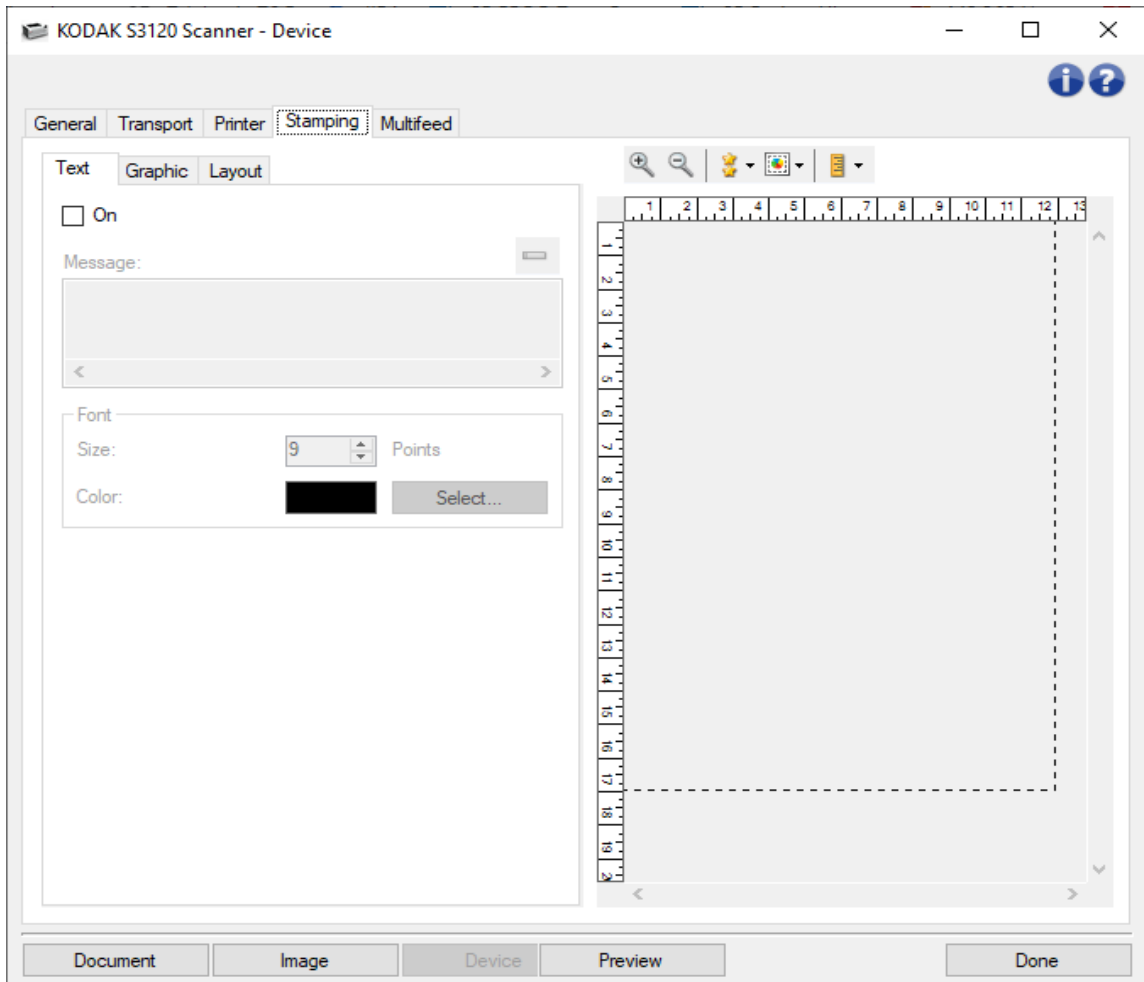 KODAK S3120 Scanner - Device
General Transport Printer Stamping Multifeed
Text Graphic Layout
On
Message:
Font
Size: 9 Points
Color: Select...
1 2 3 4 5 6 7 8 9 10 11 12 13
1
2
3
4
5
6
7
8
9
10
11
12
13
14
15
16
17
18
19
2
Document Image Device Preview Done